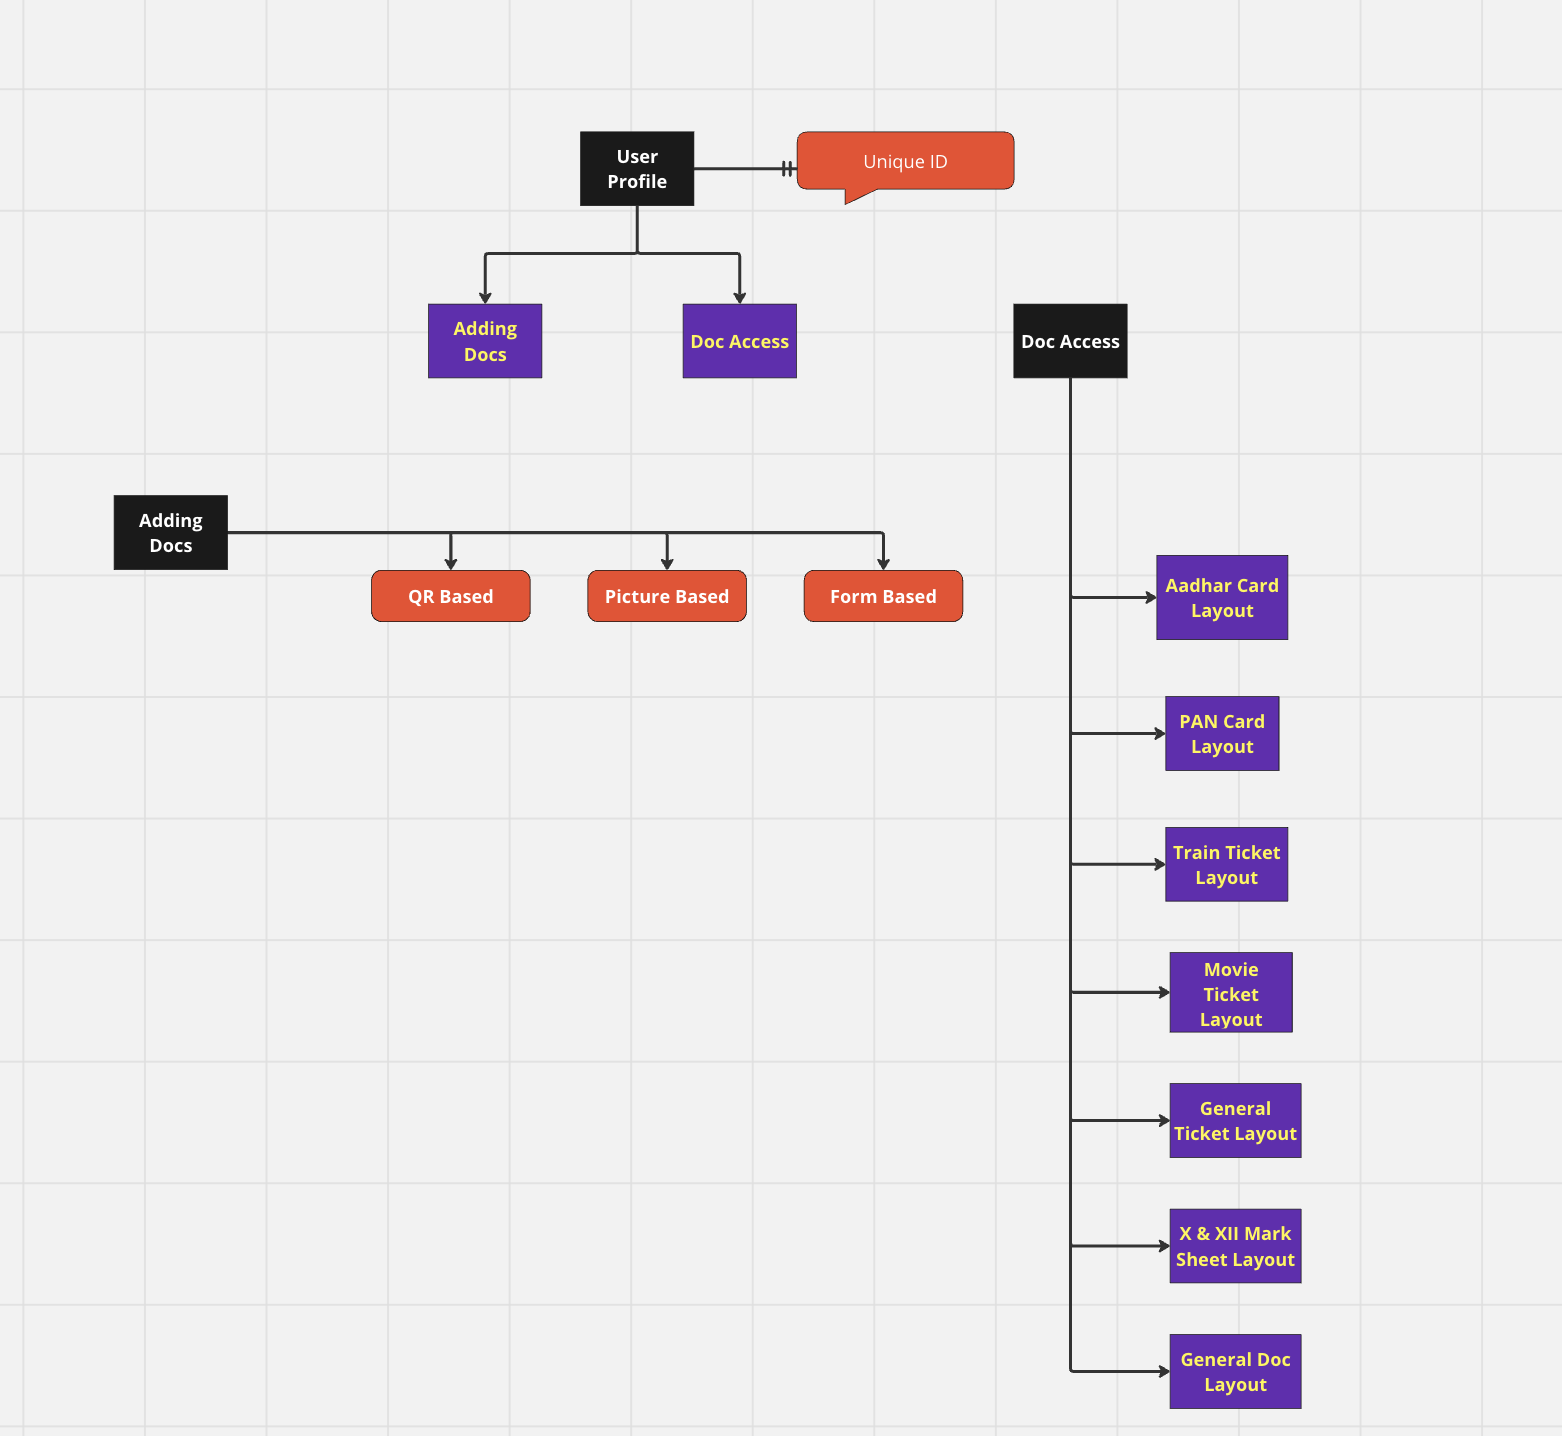 User
Profile
Unique ID
Adding
Docs
Doc Access
Doc Access
Adding
Docs
QR Based
Picture Based
Form Based
Aadhar Card
Layout
PAN Card
Layout
Train Ticket
Layout
Movie
Ticket
Layout
General
Ticket Layout
X & XII Mark
Sheet Layout
General Doc
Layout